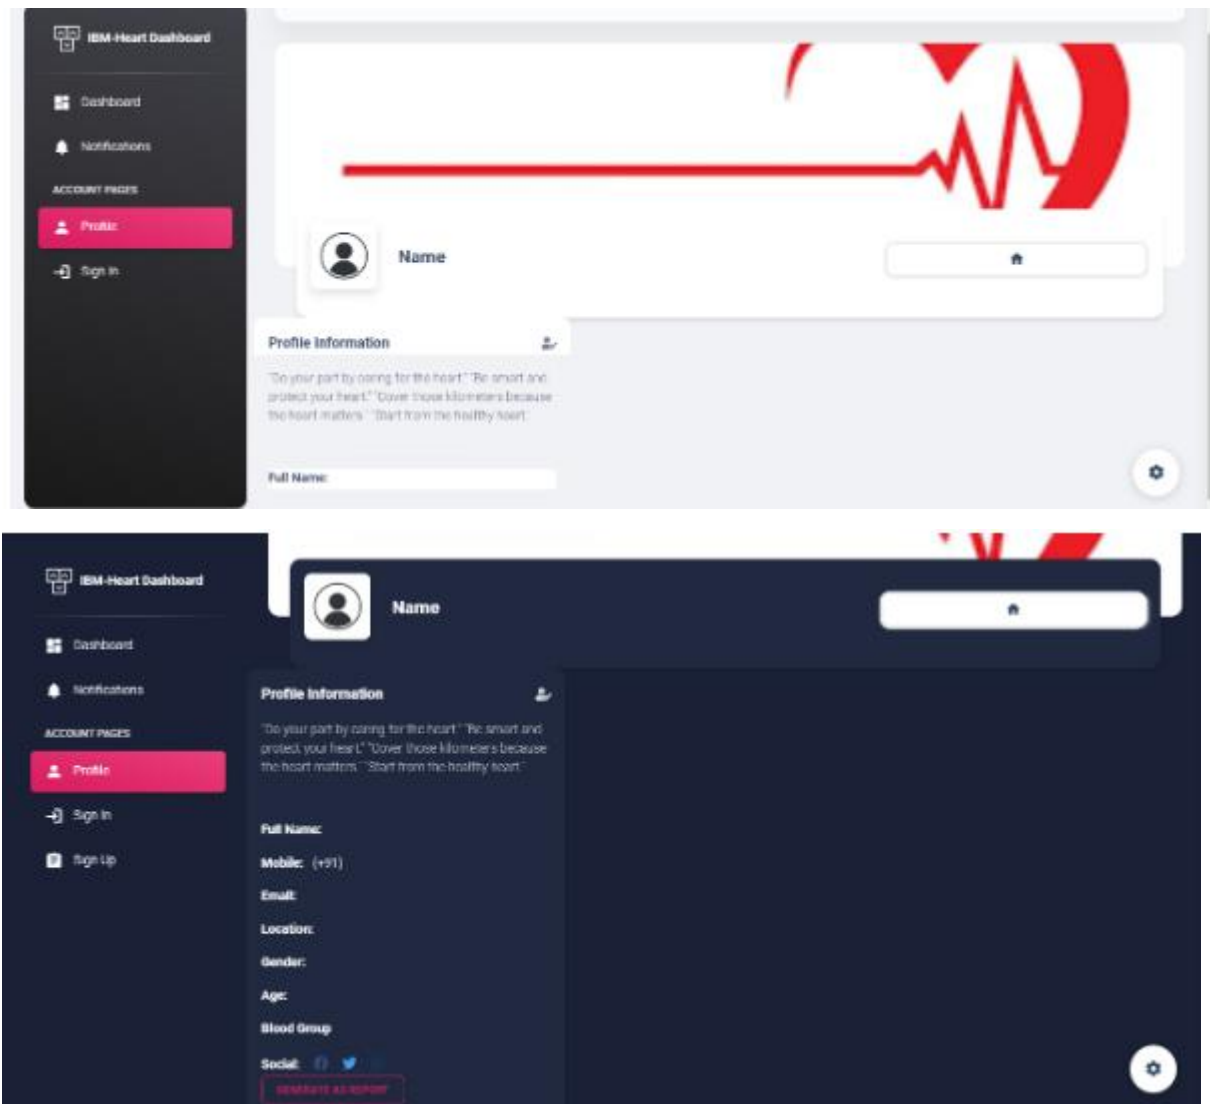 IBM-Heart Dashboard
Dashboard
Notifications
ACCOUNT PAGES
Profile
Sign In
Name
Profile Information
"Do your part by caring for the heart." "Be smart and
protect your heart." "Cover those kilometers because
the heart matters." "Start from the healthy heart."
Full Name:
IBM-Heart Dashboard
Dashboard
Notifications
ACCOUNT PAGES
Profile
Sign In
Sign Up
Name
Profile Information
"Do your part by caring for the heart." "Be smart and
protect your heart." "Cover those kilometers because
the heart matters." "Start from the healthy heart."
Full Name:
Mobile: (+91)
Email:
Location:
Gender:
Age:
Blood Group
Social:
GENERATE AS REPORT